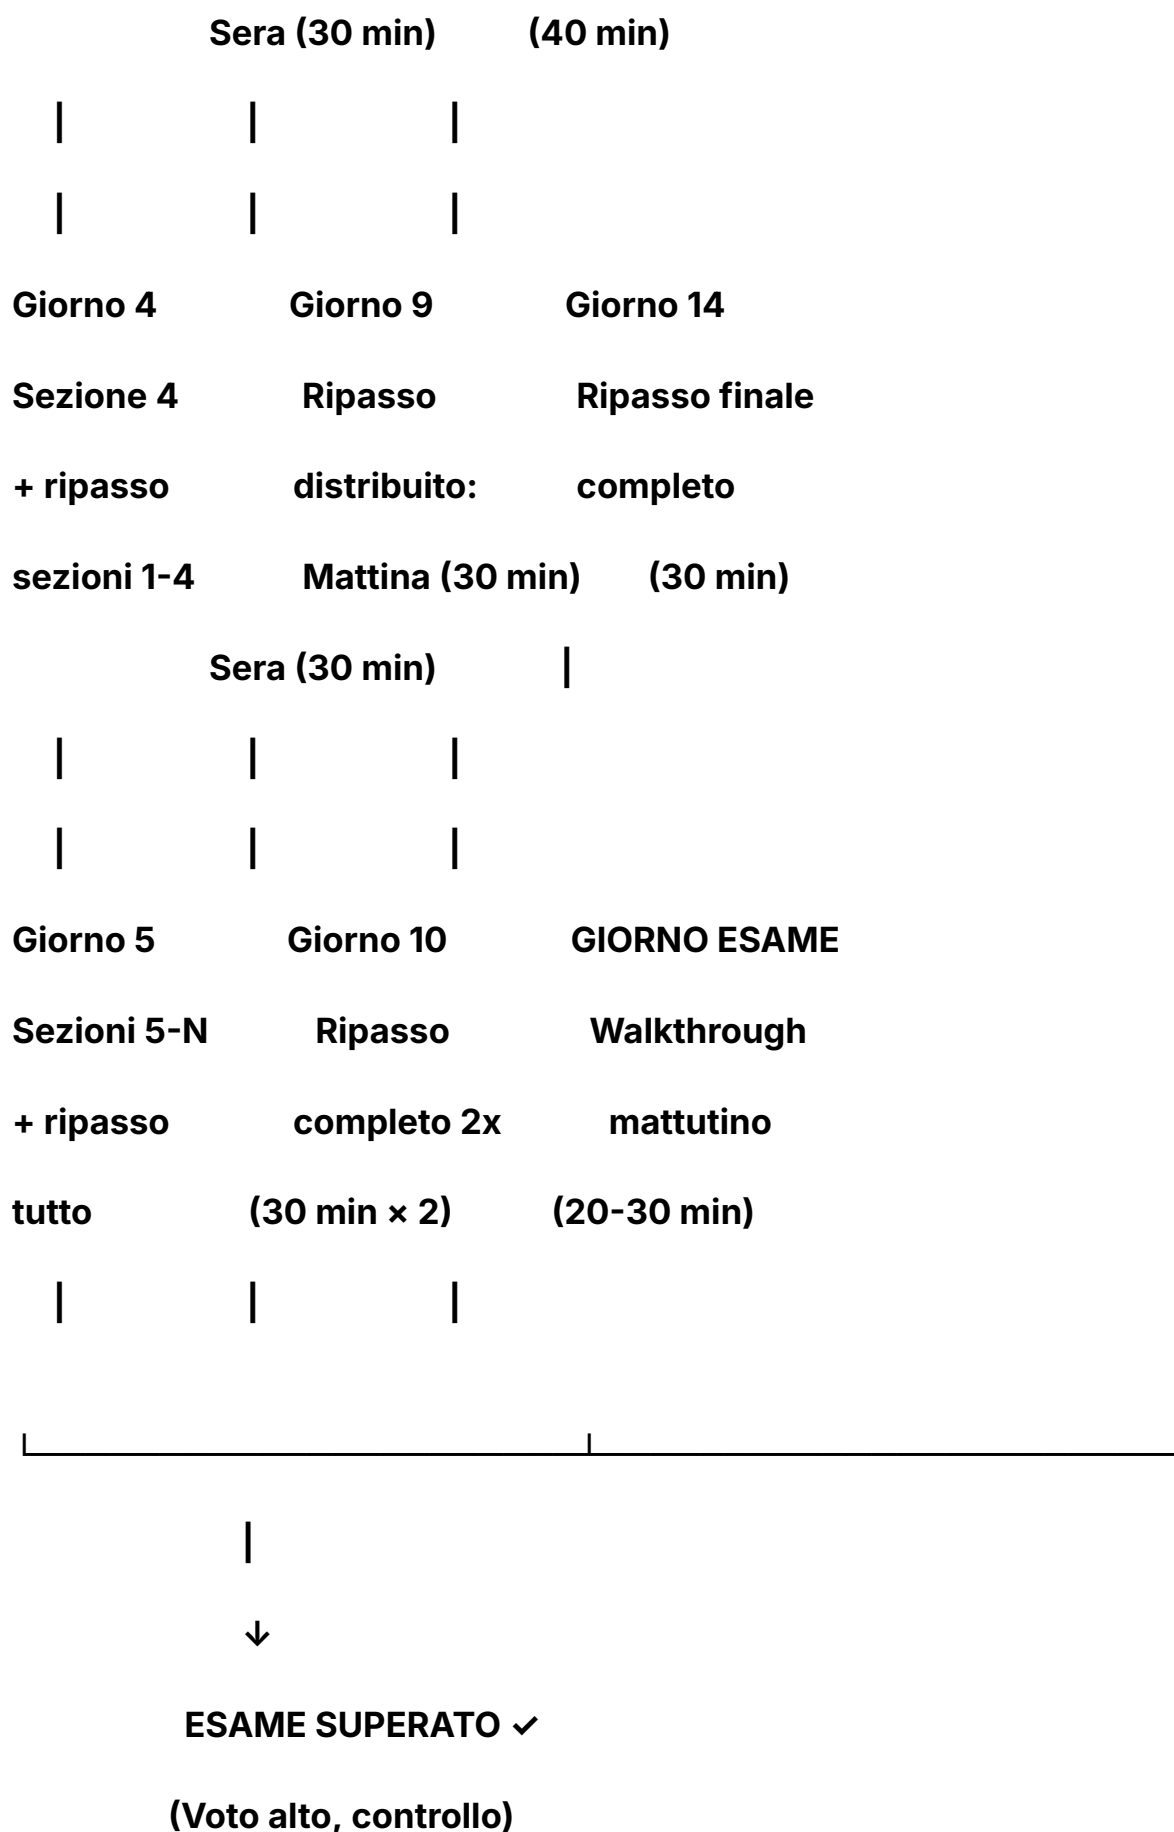 Sera (30 min) (40 min)
| | |
| | |
Giorno 4 Giorno 9 Giorno 14
Sezione 4 Ripasso Ripasso finale
+ ripasso distribuito: completo
sezioni 1-4 Mattina (30 min) (30 min)
Sera (30 min) |
| | |
| | |
Giorno 5 Giorno 10 GIORNO ESAME
Sezioni 5-N Ripasso Walkthrough
+ ripasso completo 2x mattutino
tutto (30 min × 2) (20-30 min)
| | |
|
↓
ESAME SUPERATO ✓
(Voto alto, controllo)